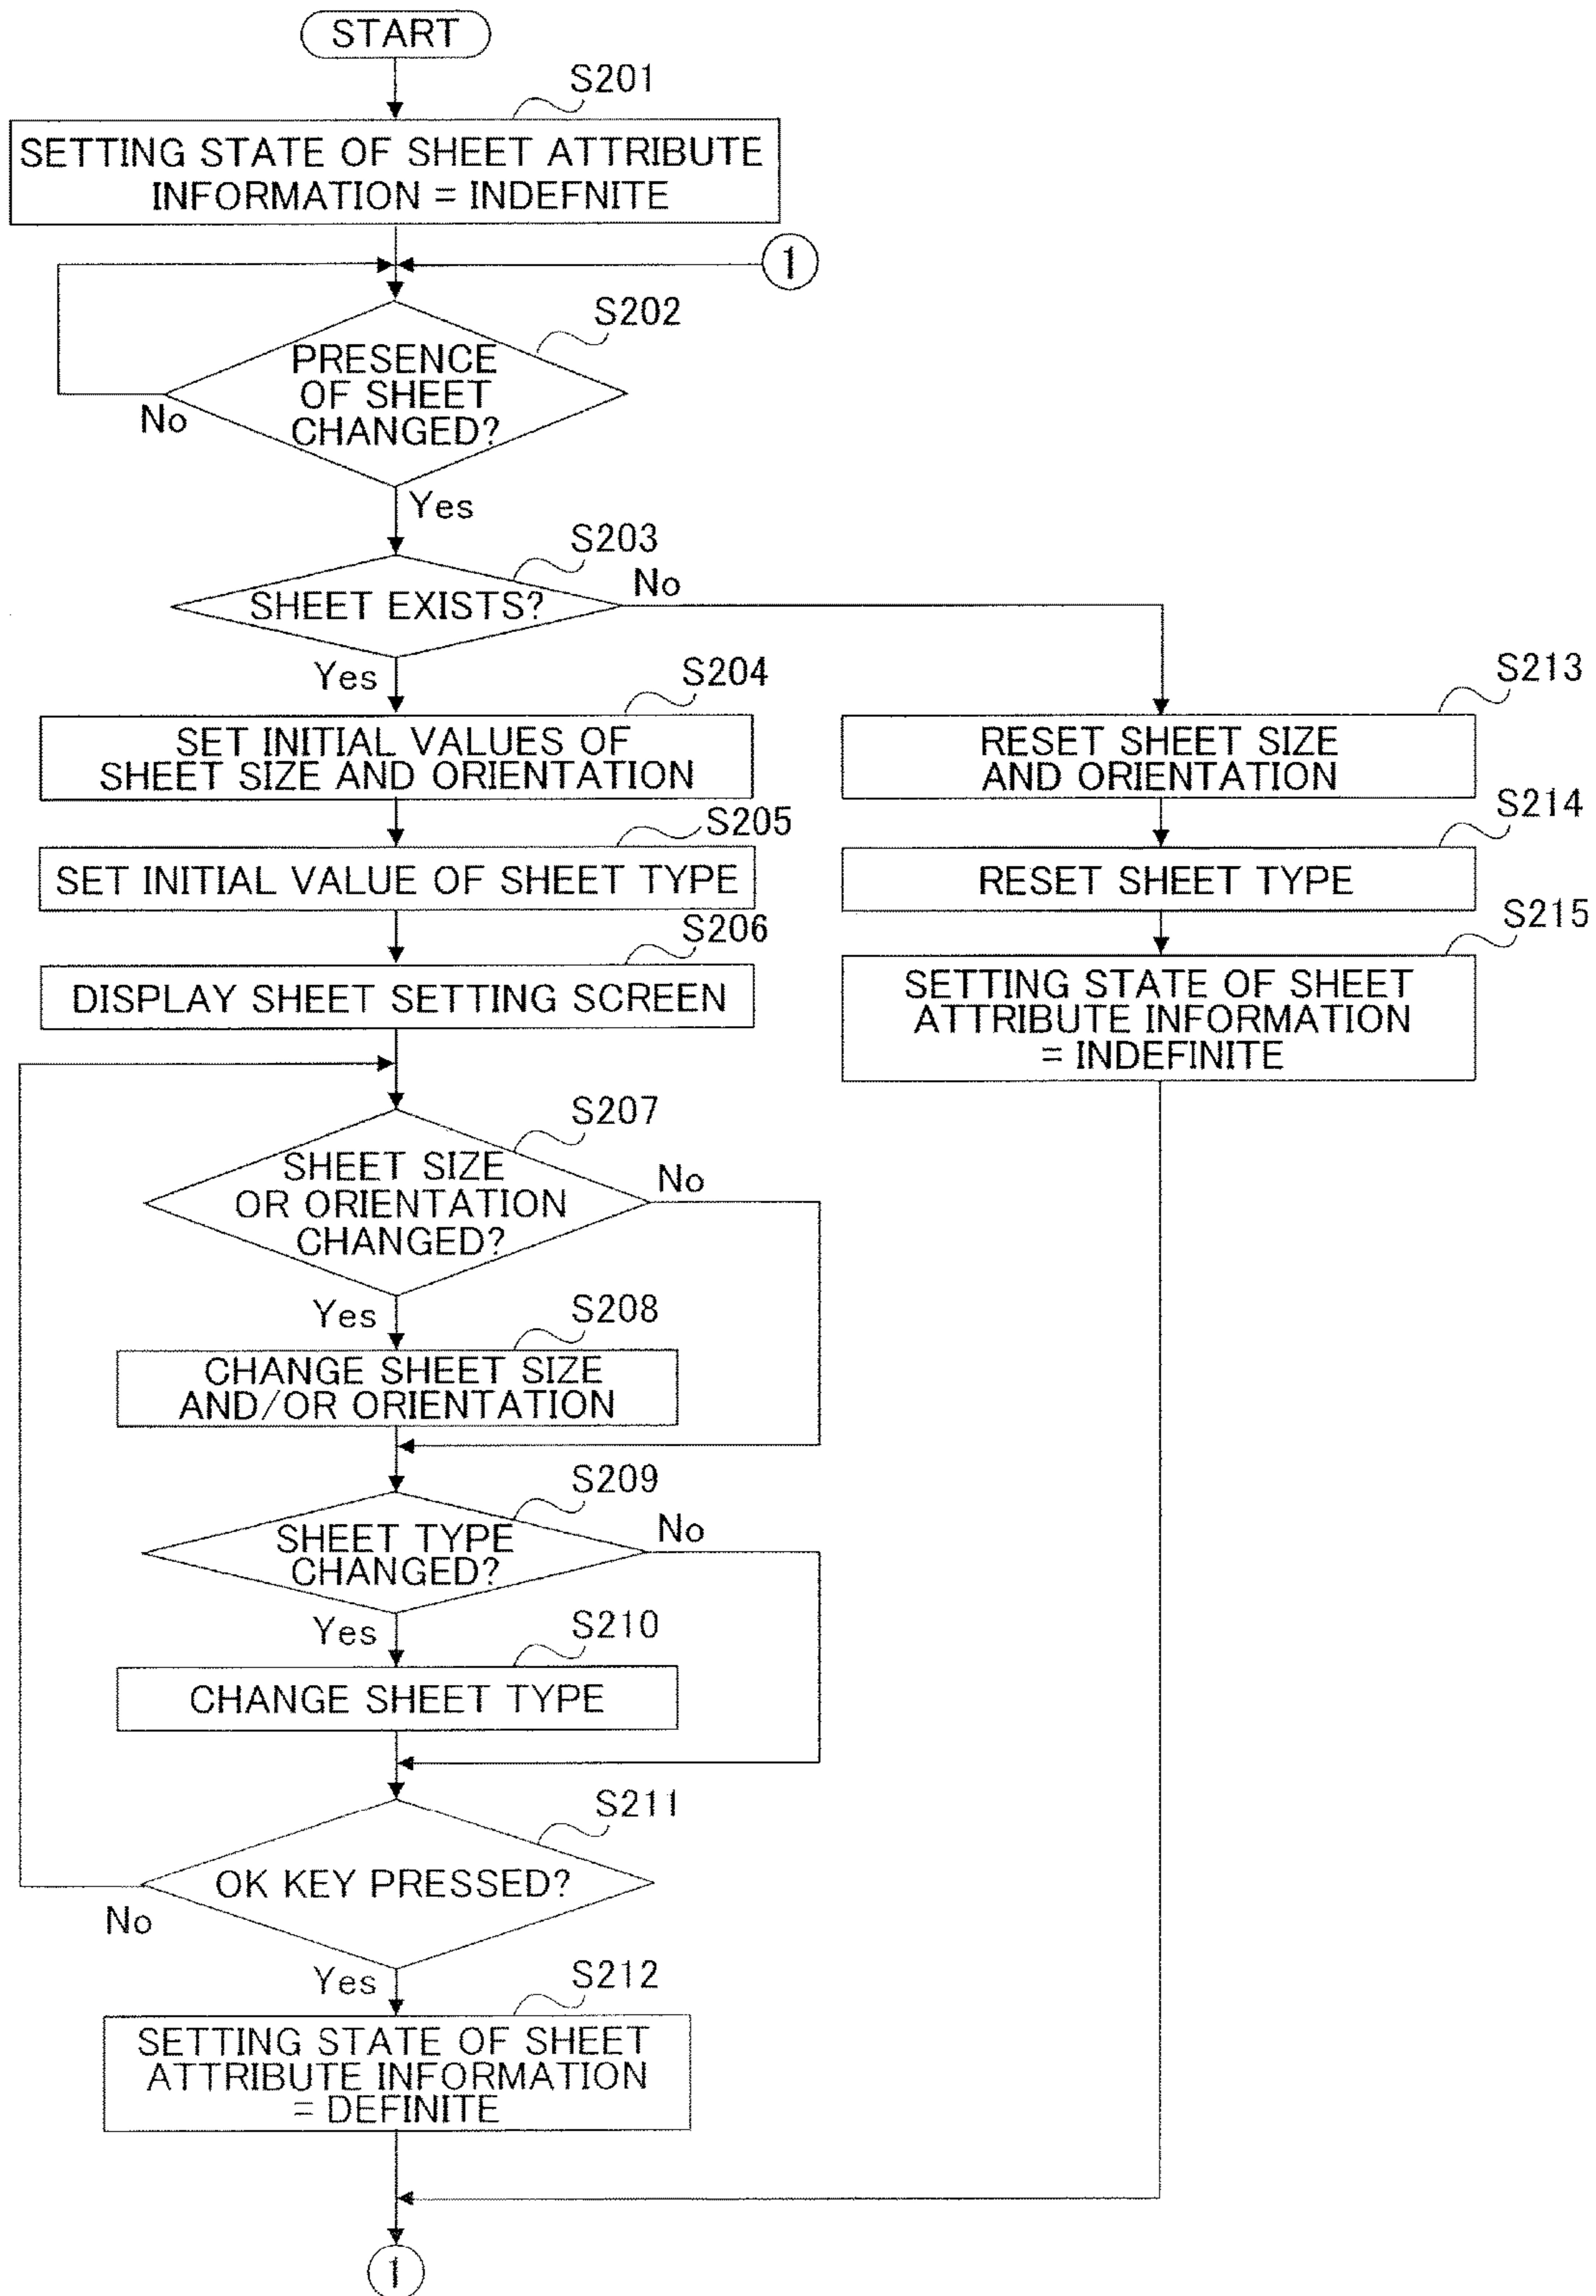 START
S201
SETTING STATE OF SHEET ATTRIBUTE
INFORMATION = INDEFNITE
1
S202
PRESENCE
OF SHEET
CHANGED?
No
Yes
S203
SHEET EXISTS?
No
Yes
S204
SET INITIAL VALUES OF
SHEET SIZE AND ORIENTATION
S213
RESET SHEET SIZE
AND ORIENTATION
S205
SET INITIAL VALUE OF SHEET TYPE
S214
RESET SHEET TYPE
S206
DISPLAY SHEET SETTING SCREEN
S215
SETTING STATE OF SHEET
ATTRIBUTE INFORMATION
= INDEFINITE
S207
SHEET SIZE
OR ORIENTATION
CHANGED?
No
Yes
S208
CHANGE SHEET SIZE
AND/OR ORIENTATION
S209
SHEET TYPE
CHANGED?
No
Yes
S210
CHANGE SHEET TYPE
S211
OK KEY PRESSED?
No
Yes
S212
SETTING STATE OF SHEET
ATTRIBUTE INFORMATION
= DEFINITE
1